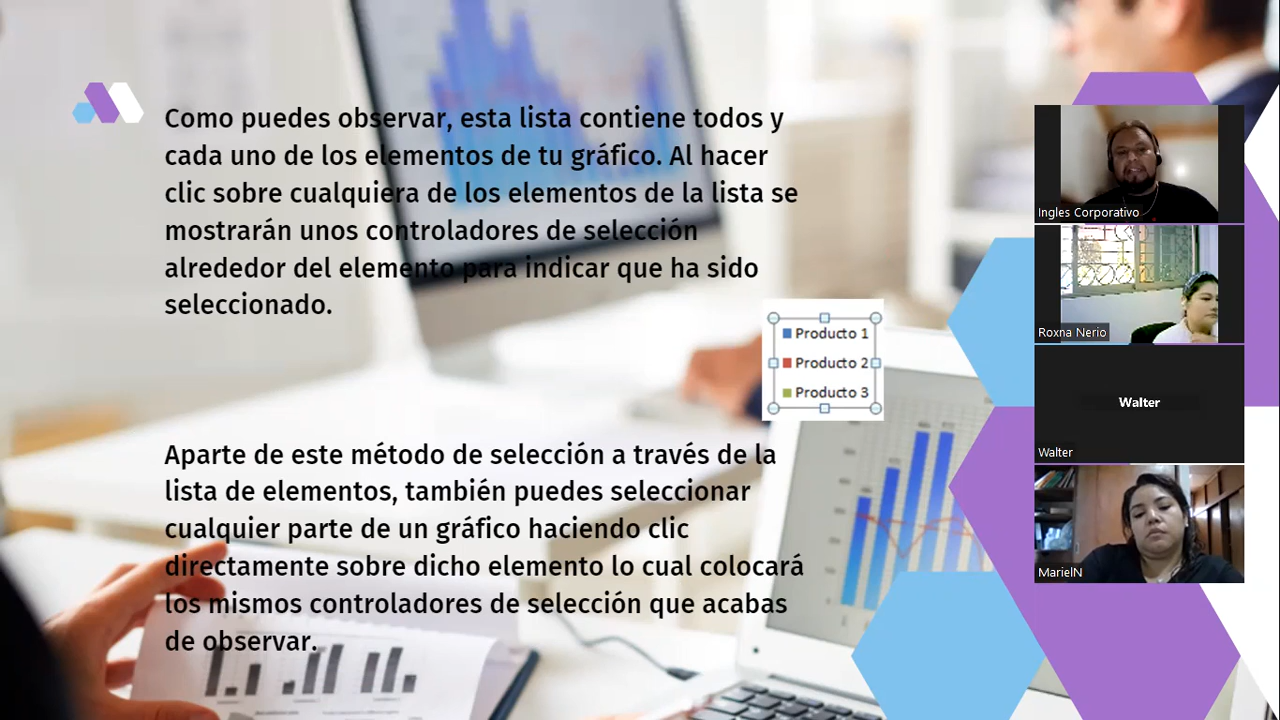 Como puedes observar, esta lista contiene todos y
cada uno de los elementos de tu gráfico. Al hacer
clic sobre cualquiera de los elementos de la lista se
mostrarán unos controladores de selección
alrededor del elemento para indicar que ha sido
seleccionado.
Producto 1
Producto 2
Producto 3
Aparte de este método de selección a través de la
lista de elementos, también puedes seleccionar
cualquier parte de un gráfico haciendo clic
directamente sobre dicho elemento lo cual colocará
los mismos controladores de selección que acabas
de observar.
Ingles Corporativo
Roxna Nerio
Walter
Walter
MarielN